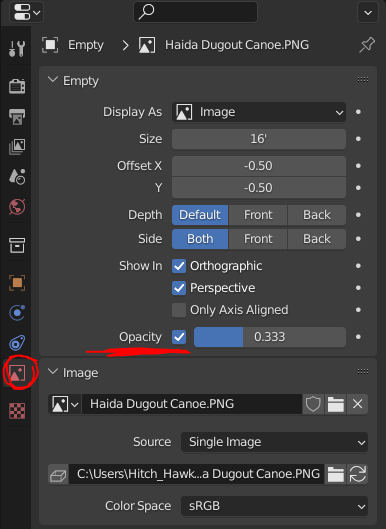 Empty > Haida Dugout Canoe.PNG
Empty
Display As Image
Size 16'
Offset X -0.50
Y -0.50
Depth Default Front Back
Side Both Front Back
Show In Orthographic
Perspective
Only Axis Aligned
Opacity 0.333
Image
Haida Dugout Canoe.PNG
Source Single Image
C:\Users\Hitch_Hawk...a Dugout Canoe.PNG
Color Space sRGB